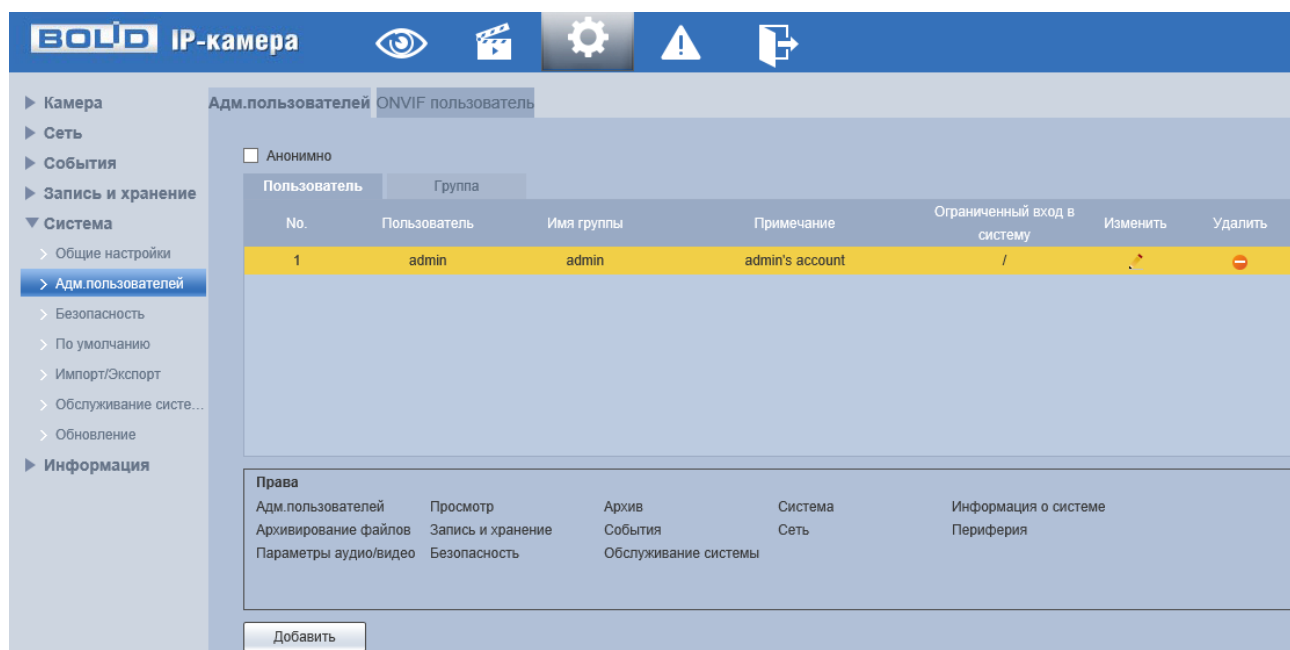 BOLID IP-камера
Камера
Сеть
События
Запись и хранение
Система
Общие настройки
Адм.пользователей
Безопасность
По умолчанию
Импорт/Экспорт
Обслуживание систе...
Обновление
Информация
Адм.пользователей ONVIF пользователь
Анонимно
Пользователь Группа
No. Пользователь Имя группы Примечание Ограниченный вход в систему Изменить Удалить
1 admin admin admin's account /
Права
Адм.пользователей Просмотр Архив Система Информация о системе
Архивирование файлов Запись и хранение События Сеть Периферия
Параметры аудио/видео Безопасность Обслуживание системы
Добавить